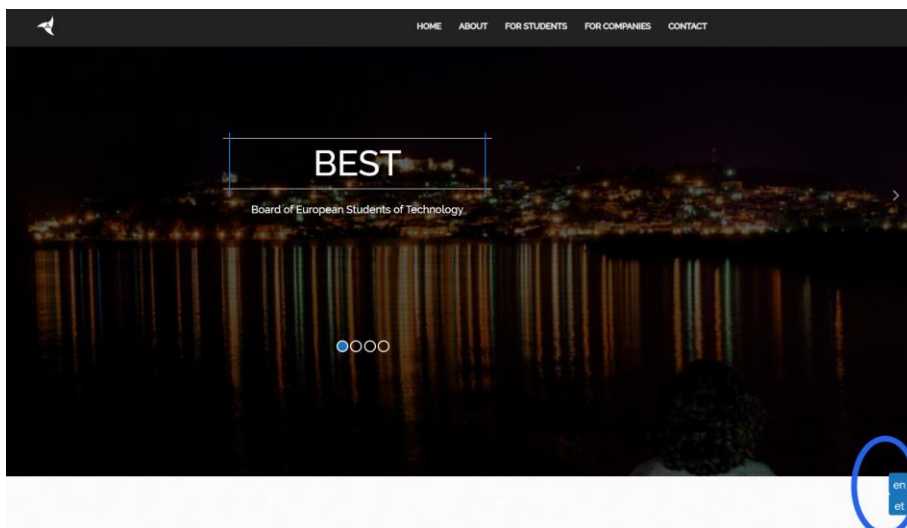 HOME ABOUT FOR STUDENTS FOR COMPANIES CONTACT
BEST
Board of European Students of Technology
en
et